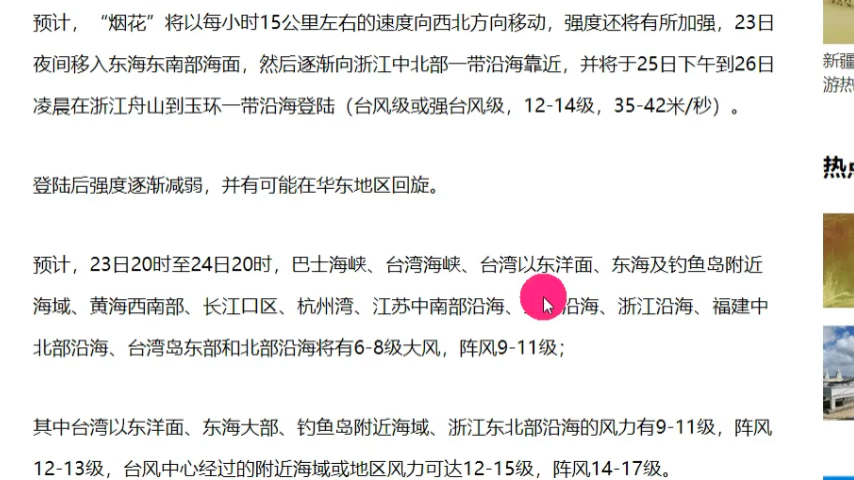 预计，“烟花”将以每小时15公里左右的速度向西北方向移动，强度还将有所加强，23日
夜间移入东海东南部海面，然后逐渐向浙江中北部一带沿海靠近，并将于25日下午到26日
凌晨在浙江舟山到玉环一带沿海登陆（台风级或强台风级，12-14级，35-42米/秒）。
登陆后强度逐渐减弱，并有可能在华东地区回旋。
预计，23日20时至24日20时，巴士海峡、台湾海峡、台湾以东洋面、东海及钓鱼岛附近
海域、黄海西南部、长江口区、杭州湾、江苏中南部沿海、沿海、浙江沿海、福建中
北部沿海、台湾岛东部和北部沿海将有6-8级大风，阵风9-11级；
其中台湾以东洋面、东海大部、钓鱼岛附近海域、浙江东北部沿海的风力有9-11级，阵风
12-13级，台风中心经过的附近海域或地区风力可达12-15级，阵风14-17级。
新疆
游热
热点